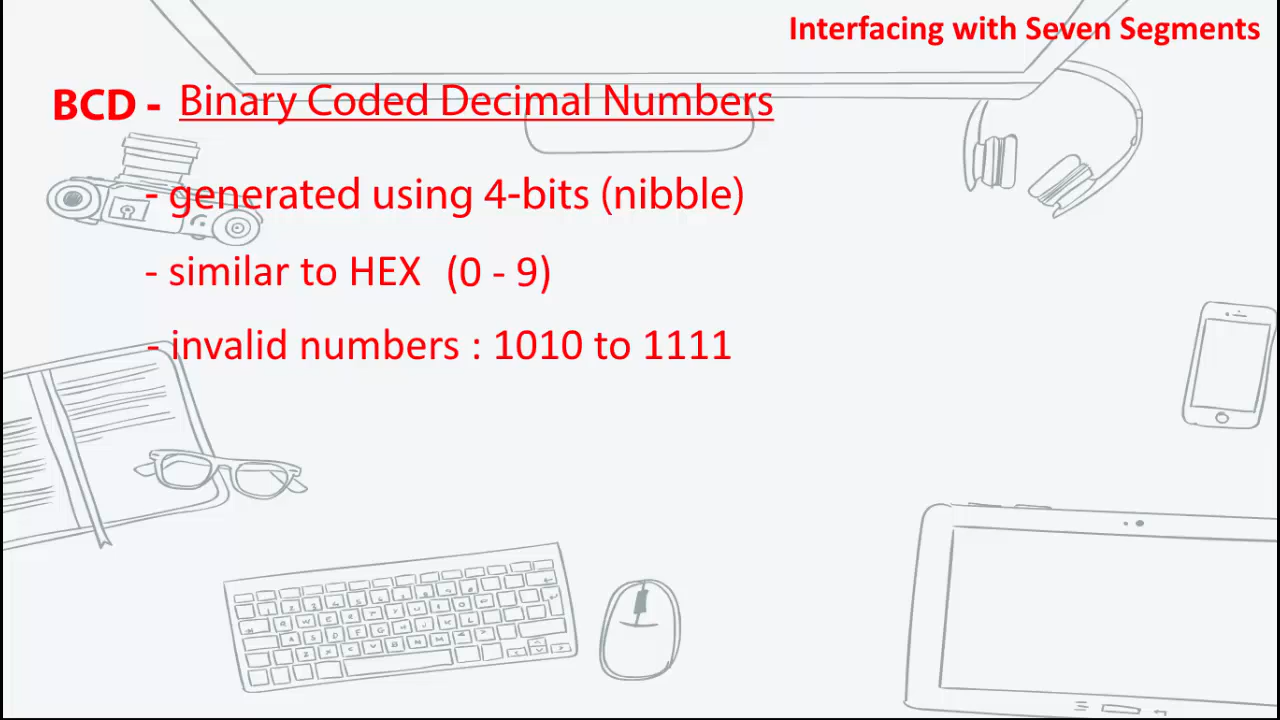 Interfacing with Seven Segments
BCD - Binary Coded Decimal Numbers
- generated using 4-bits (nibble)
- similar to HEX (0 - 9)
- invalid numbers : 1010 to 1111